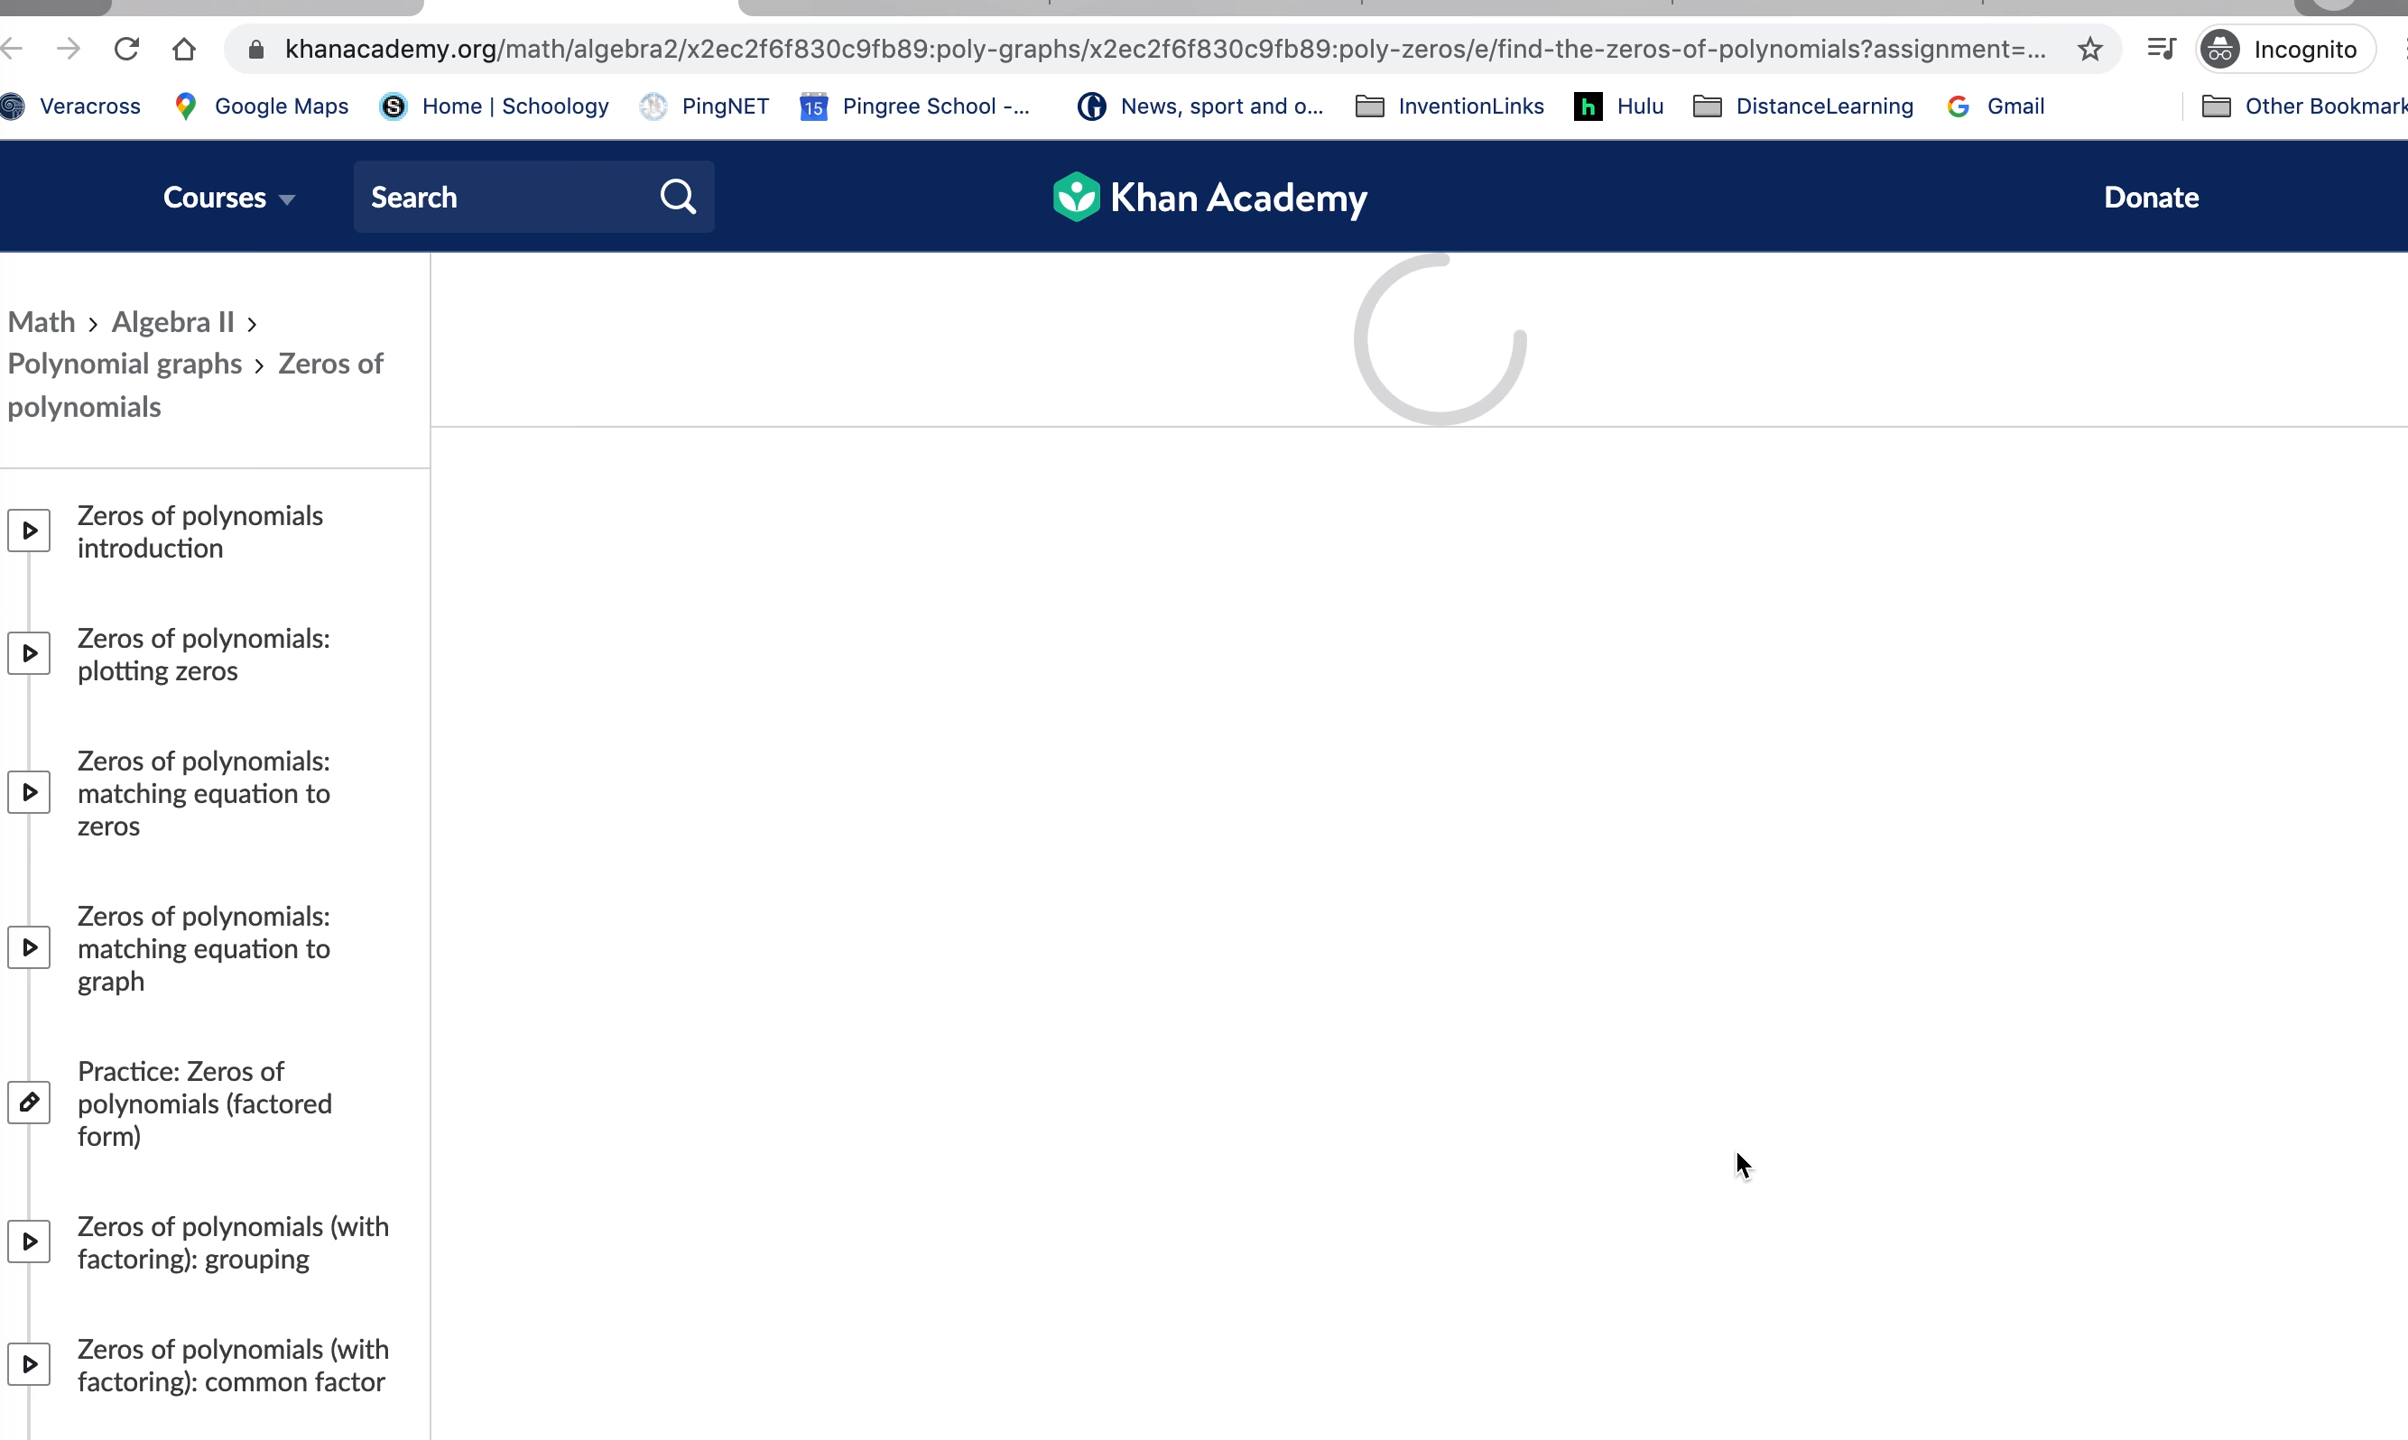 khanacademy.org/math/algebra2/x2ec2f6f830c9fb89:poly-graphs/x2ec2f6f830c9fb89:poly-zeros/e/find-the-zeros-of-polynomials?assignment=... Incognito
Veracross Google Maps Home | Schoology PingNET 15 Pingree School -... News, sport and o... InventionLinks h Hulu DistanceLearning Gmail Other Bookmark
Courses Search Khan Academy Donate
Math > Algebra II >
Polynomial graphs > Zeros of
polynomials
Zeros of polynomials
introduction
Zeros of polynomials:
plotting zeros
Zeros of polynomials:
matching equation to
zeros
Zeros of polynomials:
matching equation to
graph
Practice: Zeros of
polynomials (factored
form)
Zeros of polynomials (with
factoring): grouping
Zeros of polynomials (with
factoring): common factor